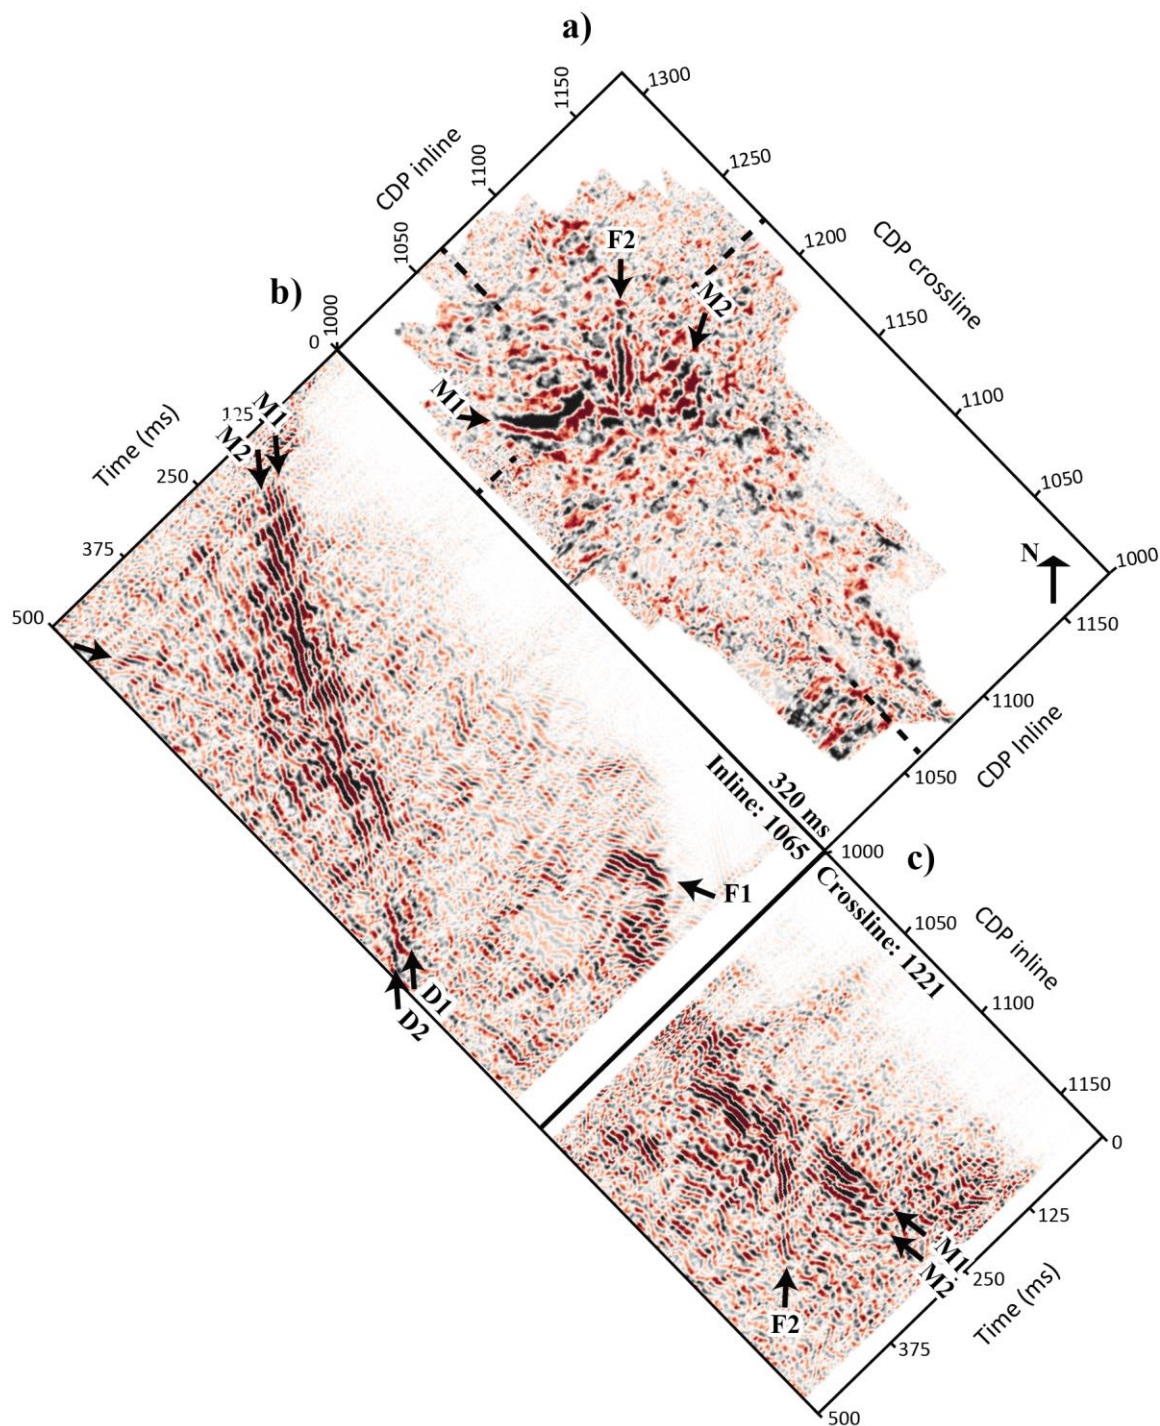 a)
1150
1300
CDP inline
1100
1250
1050
F2
1200
CDP crossline
b)
M2
1150
0
1000
M1
1100
Time (ms)
125
M1
M2
250
1050
375
N
1000
500
1150
1100
CDP Inline
1050
320 ms
Inline: 1065
1000
c)
Crossline: 1221
F1
1050
CDP inline
D1
D2
1100
1150
0
125
M1
M2
250
Time (ms)
F2
375
500